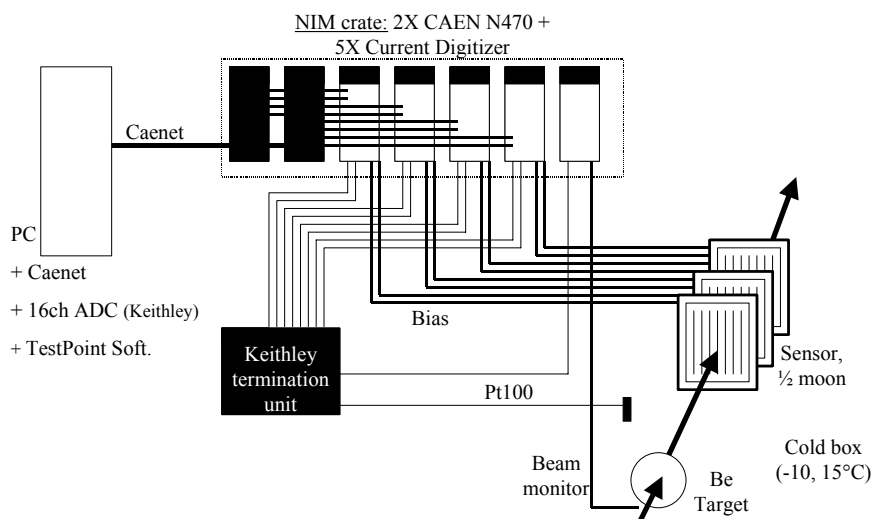 NIM crate: 2X CAEN N470 +
5X Current Digitizer
Caenet
PC
+ Caenet
+ 16ch ADC (Keithley)
+ TestPoint Soft.
Bias
Keithley
termination
unit
Pt100
Sensor,
½ moon
Beam
monitor
Be
Target
Cold box
(-10, 15°C)